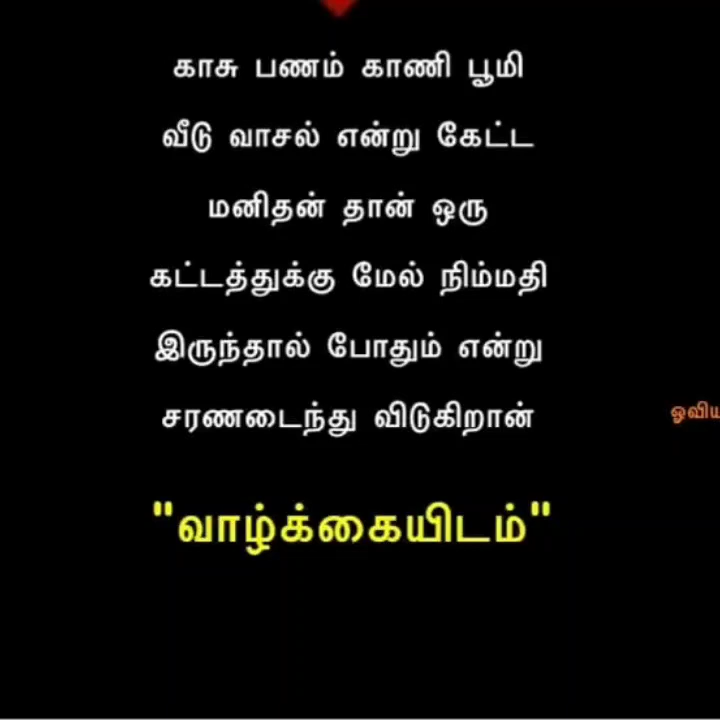 காசு பணம் காணி பூமி
வீடு வாசல் என்று கேட்ட
மனிதன் தான் ஒரு
கட்டத்துக்கு மேல் நிம்மதி
இருந்தால் போதும் என்று
சரணடைந்து விடுகிறான்
"வாழ்க்கையிடம்"